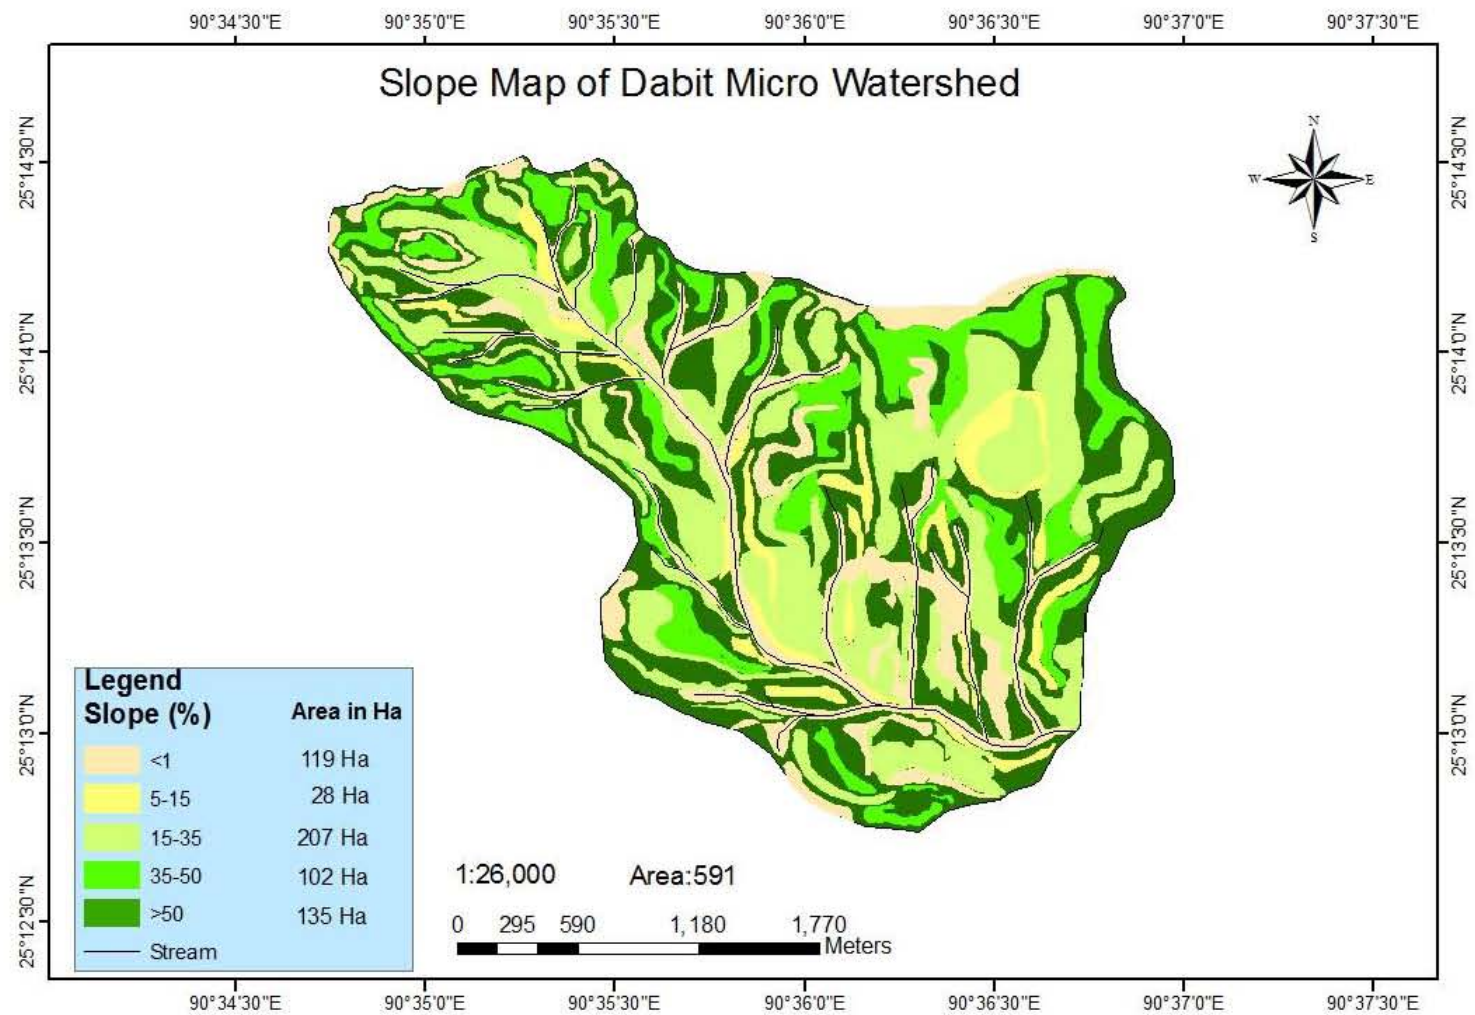 90°34'30"E 90°35'0"E 90°35'30"E 90°36'0"E 90°36'30"E 90°37'0"E 90°37'30"E
Slope Map of Dabit Micro Watershed
25°14'30"N 25°14'30"N
N
W E
S
25°14'0"N 25°14'0"N
25°13'30"N 25°13'30"N
25°13'0"N 25°13'0"N
25°12'30"N 25°12'30"N
Legend
Slope (%) Area in Ha
<1 119 Ha
5-15 28 Ha
15-35 207 Ha
35-50 102 Ha
>50 135 Ha
Stream
1:26,000 Area:591
0 295 590 1,180 1,770
Meters
90°34'30"E 90°35'0"E 90°35'30"E 90°36'0"E 90°36'30"E 90°37'0"E 90°37'30"E